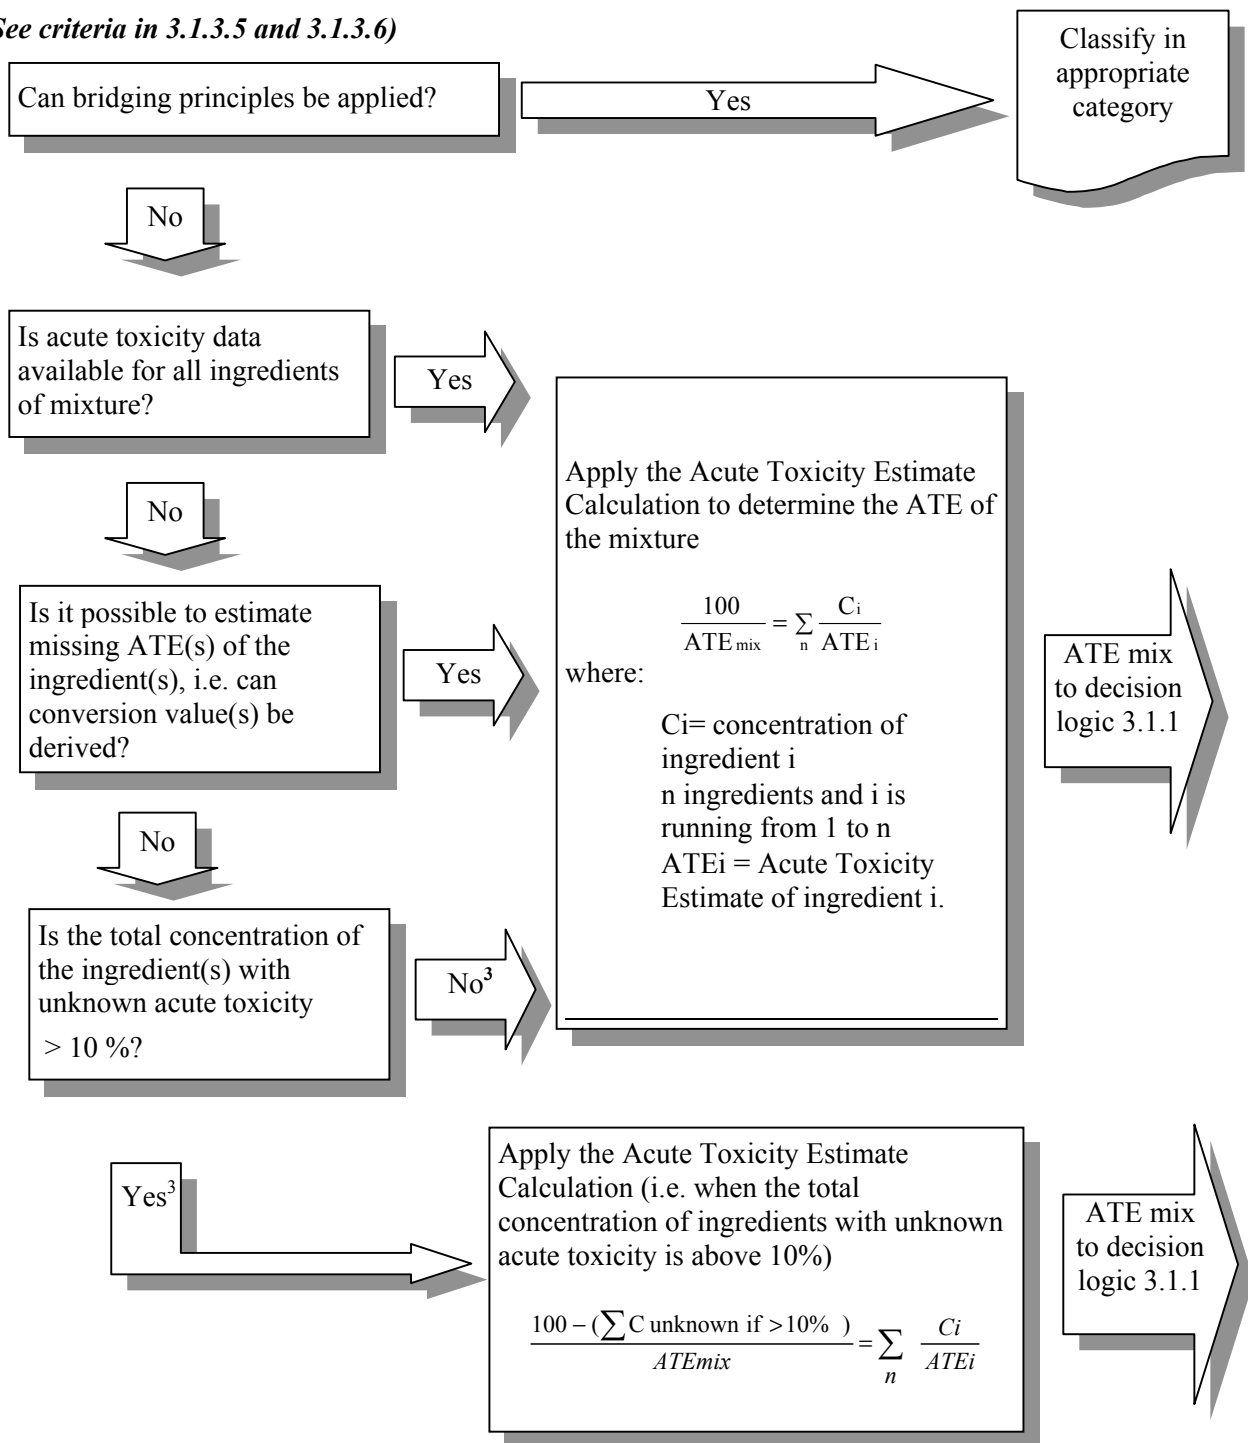 See criteria in 3.1.3.5 and 3.1.3.6)
Can bridging principles be applied?
Yes
Classify in
appropriate
category
No
Is acute toxicity data
available for all ingredients
of mixture?
Yes
No
Is it possible to estimate
missing ATE(s) of the
ingredient(s), i.e. can
conversion value(s) be
derived?
Yes
No
Is the total concentration of
the ingredient(s) with
unknown acute toxicity
> 10 %?
No³
Apply the Acute Toxicity Estimate
Calculation to determine the ATE of
the mixture
100 / ATE mix = ∑ n Ci / ATE i
where:
Ci= concentration of
ingredient i
n ingredients and i is
running from 1 to n
ATEi = Acute Toxicity
Estimate of ingredient i.
ATE mix
to decision
logic 3.1.1
Yes³
Apply the Acute Toxicity Estimate
Calculation (i.e. when the total
concentration of ingredients with unknown
acute toxicity is above 10%)
100 – (∑ C unknown if >10% ) / ATEmix = ∑ n Ci / ATEi
ATE mix
to decision
logic 3.1.1